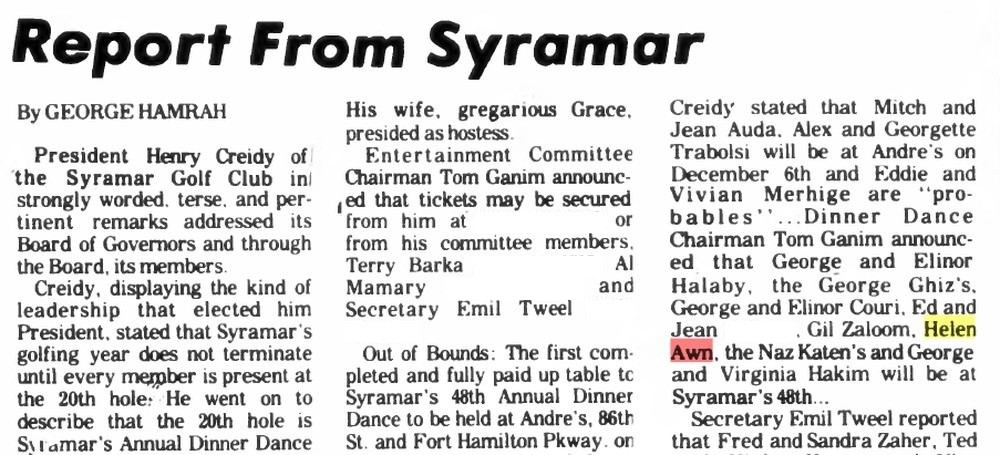 Report From Syramar
By GEORGE HAMRAH
President Henry Creidy of
the Syramar Golf Club in
strongly worded, terse, and per-
tinent remarks addressed its
Board of Governors and through
the Board, its members.
Creidy, displaying the kind of
leadership that elected him
President, stated that Syramar's
golfing year does not terminate
until every member is present at
the 20th hole. He went on to
describe that the 20th hole is
Syramar's Annual Dinner Dance
His wife, gregarious Grace,
presided as hostess.
Entertainment Committee
Chairman Tom Ganim announc-
ed that tickets may be secured
from him at or
from his committee members,
Terry Barka Al
Mamary and
Secretary Emil Tweel
Out of Bounds: The first com-
pleted and fully paid up table to
Syramar's 48th Annual Dinner
Dance to be held at Andre's, 86th
St. and Fort Hamilton Pkway. on
Creidy stated that Mitch and
Jean Auda, Alex and Georgette
Trabolsi will be at Andre's on
December 6th and Eddie and
Vivian Merhige are "pro-
bables"...Dinner Dance
Chairman Tom Ganim announc-
ed that George and Elinor
Halaby, the George Ghiz's,
George and Elinor Couri, Ed and
Jean , Gil Zaloom, Helen
Awn, the Naz Katen's and George
and Virginia Hakim will be at
Syramar's 48th...
Secretary Emil Tweel reported
that Fred and Sandra Zaher, Ted